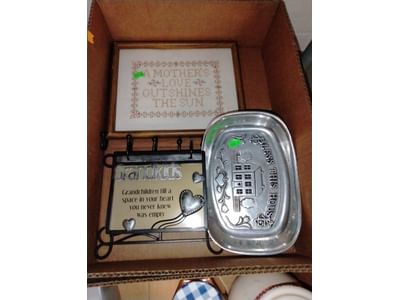 A MOTHER'S
LOVE
OUTSHINES
THE SUN
Grandchildren fill a
space in your heart
you never knew
was empty
BLESS THIS HOUSE